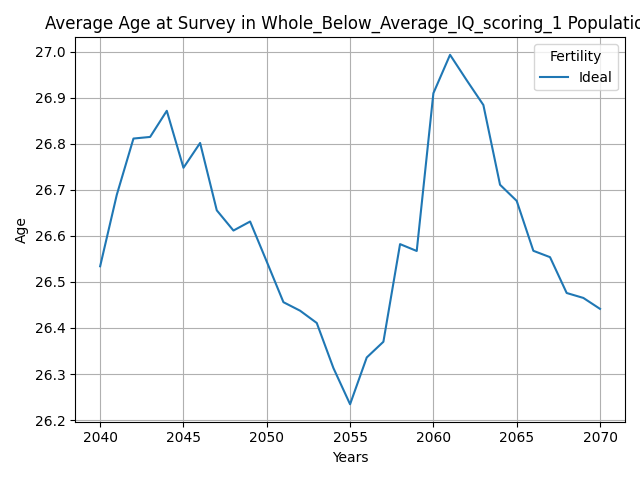 Average Age at Survey in Whole_Below_Average_IQ_scoring_1 Populatio
27.0
Fertility
Ideal
26.9
26.8
26.7
26.6
26.5
26.4
26.3
26.2
Age
2040 2045 2050 2055 2060 2065 2070
Years